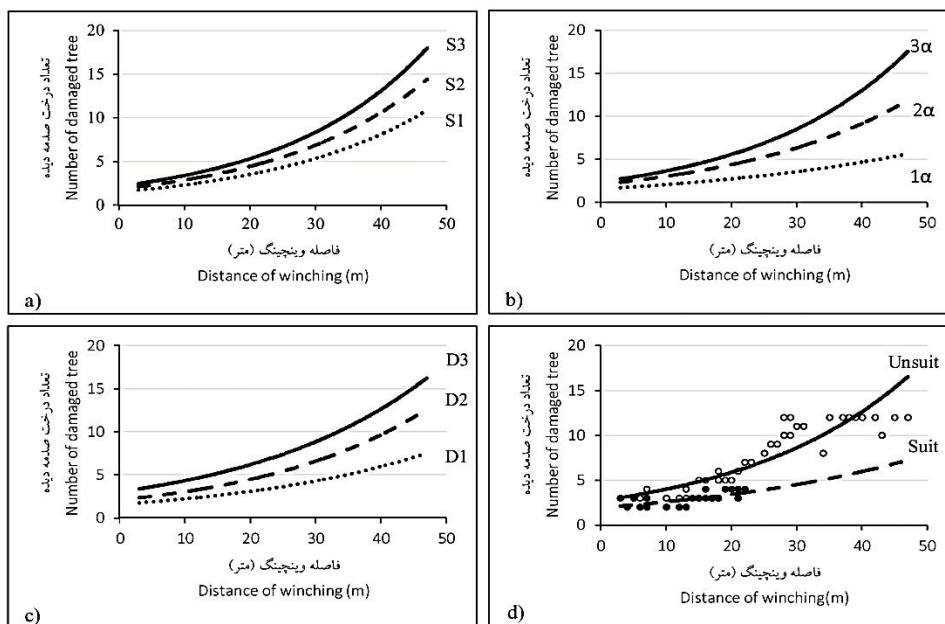 تعداد درخت صدمه دیده
Number of damaged tree
20
15
10
5
0
S3
S2
S1
0 10 20 30 40 50
فاصله وینچینگ (متر)
Distance of winching (m)
a)
تعداد درخت صدمه دیده
Number of damaged tree
20
15
10
5
0
3α
2α
1α
0 10 20 30 40 50
فاصله وینچینگ (متر)
Distance of winching (m)
b)
تعداد درخت صدمه دیده
Number of damaged tree
20
15
10
5
0
D3
D2
D1
0 10 20 30 40 50
فاصله وینچینگ (متر)
Distance of winching (m)
c)
تعداد درخت صدمه دیده
Number of damaged tree
20
15
10
5
0
Unsuit
Suit
0 10 20 30 40 50
فاصله وینچینگ (متر)
Distance of winching(m)
d)